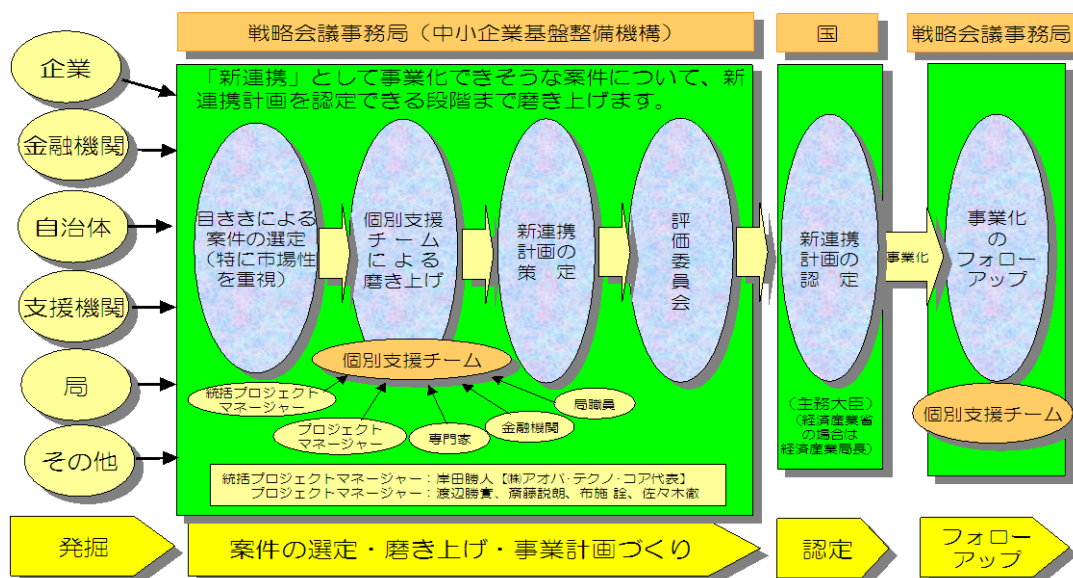 戦略会議事務局（中小企業基盤整備機構）
国
戦略会議事務局
企業
金融機関
自治体
支援機関
局
その他
「新連携」として事業化できそうな案件について、新
連携計画を認定できる段階まで磨き上げます。
目ききによる
案件の選定
（特に市場性
を重視）
個別支援
チーム
による
磨き上げ
新連携
計画の
策　定
評価委員会
新連携
計画の
認　定
事業化
事業化
の
フォロー
アップ
個別支援チーム
統括プロジェクト
マネージャー
プロジェクト
マネージャー
専門家
金融機関
局職員
（主務大臣）
（経済産業省
の場合は
経済産業局長）
個別支援チーム
統括プロジェクトマネージャー：岸田勝人【㈱アオバ・テクノ・コア代表】
プロジェクトマネージャー：渡辺勝實、斎藤説朗、布施 詮、佐々木徹
発掘
案件の選定・磨き上げ・事業計画づくり
認定
フォロー
アップ